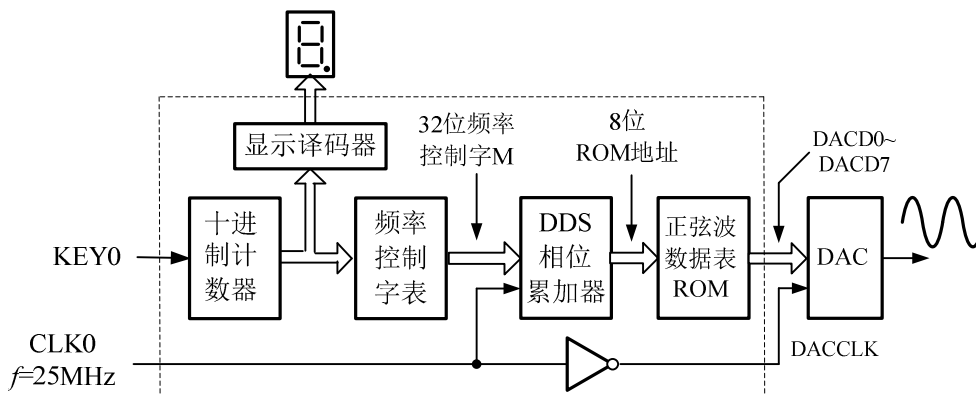 8.
显示译码器
32位频率
控制字M
8位
ROM地址
DACD0~
DACD7
KEY0
十进
制计
数器
频率
控制
字表
DDS
相位
累加器
正弦波
数据表
ROM
DAC
CLK0
f=25MHz
DACCLK